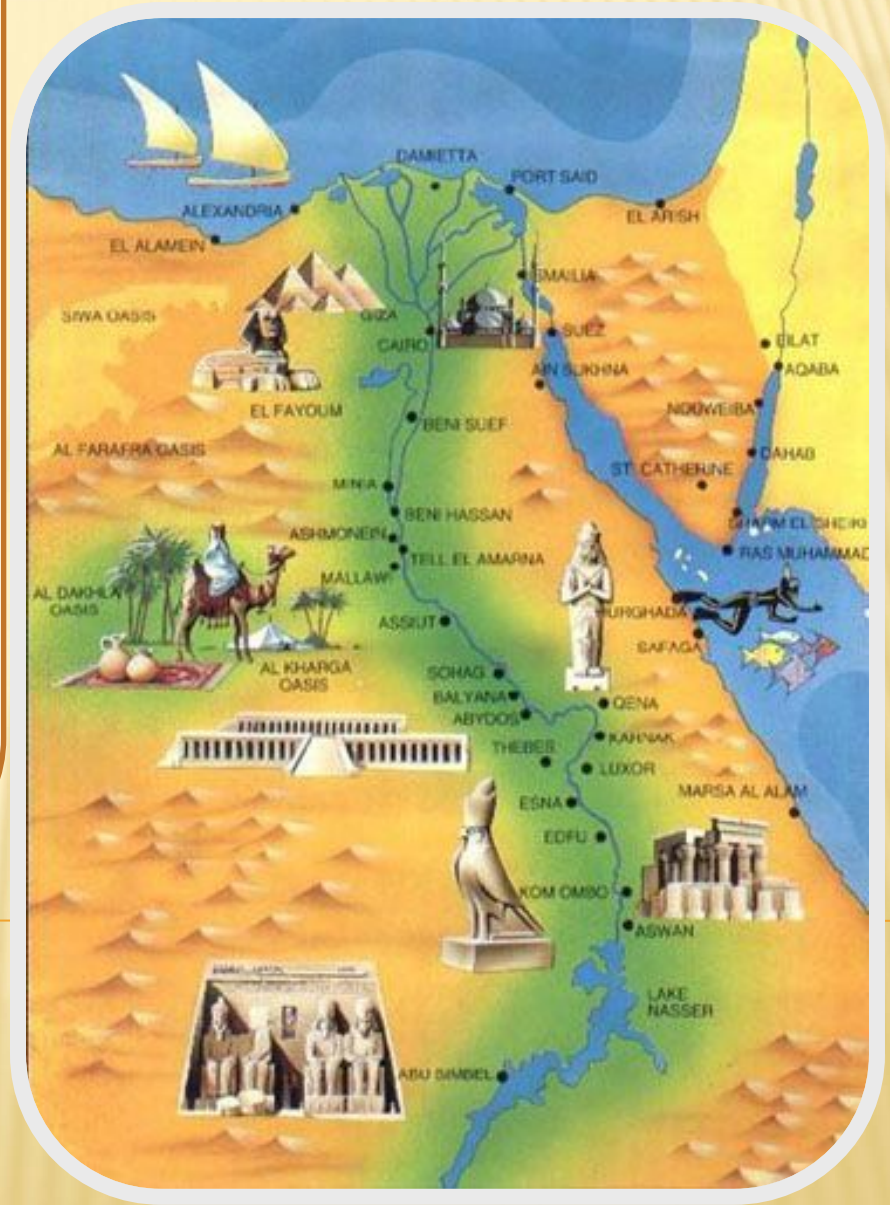 DAMIETTA
PORT SAID
ALEXANDRIA
EL ARISH
EL ALAMEIN
ISMAILIA
SIWA OASIS
GIZA
CAIRO
SUEZ
EILAT
AIN SUKHNA
AQABA
EL FAYOUM
NOUWEIBA
BENI SUEF
AL FARAFRA OASIS
DAHAB
ST. CATHERINE
MINIA
BENI HASSAN
SHARM EL SHEIKH
ASHMONEIN
TELL EL AMARNA
RAS MUHAMMAD
MALLAWI
AL DAKHLA
OASIS
HURGHADA
ASSIUT
SAFAGA
AL KHARGA
OASIS
SOHAG
BALYANA
QENA
ABYDOS
KARNAK
THEBES
LUXOR
MARSA AL ALAM
ESNA
EDFU
KOM OMBO
ASWAN
LAKE
NASSER
ABU SIMBEL